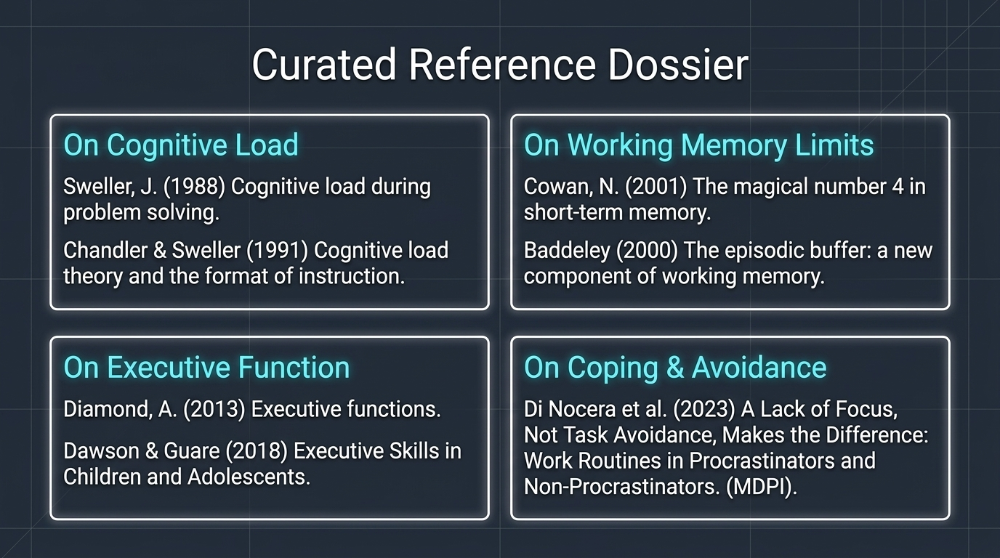 Curated Reference Dossier
On Cognitive Load
Sweller, J. (1988) Cognitive load during
problem solving.
Chandler & Sweller (1991) Cognitive load
theory and the format of instruction.
On Working Memory Limits
Cowan, N. (2001) The magical number 4 in
short-term memory.
Baddeley (2000) The episodic buffer: a new
component of working memory.
On Executive Function
Diamond, A. (2013) Executive functions.
Dawson & Guare (2018) Executive Skills in
Children and Adolescents.
On Coping & Avoidance
Di Nocera et al. (2023) A Lack of Focus,
Not Task Avoidance, Makes the Difference:
Work Routines in Procrastinators and
Non-Procrastinators. (MDPI).